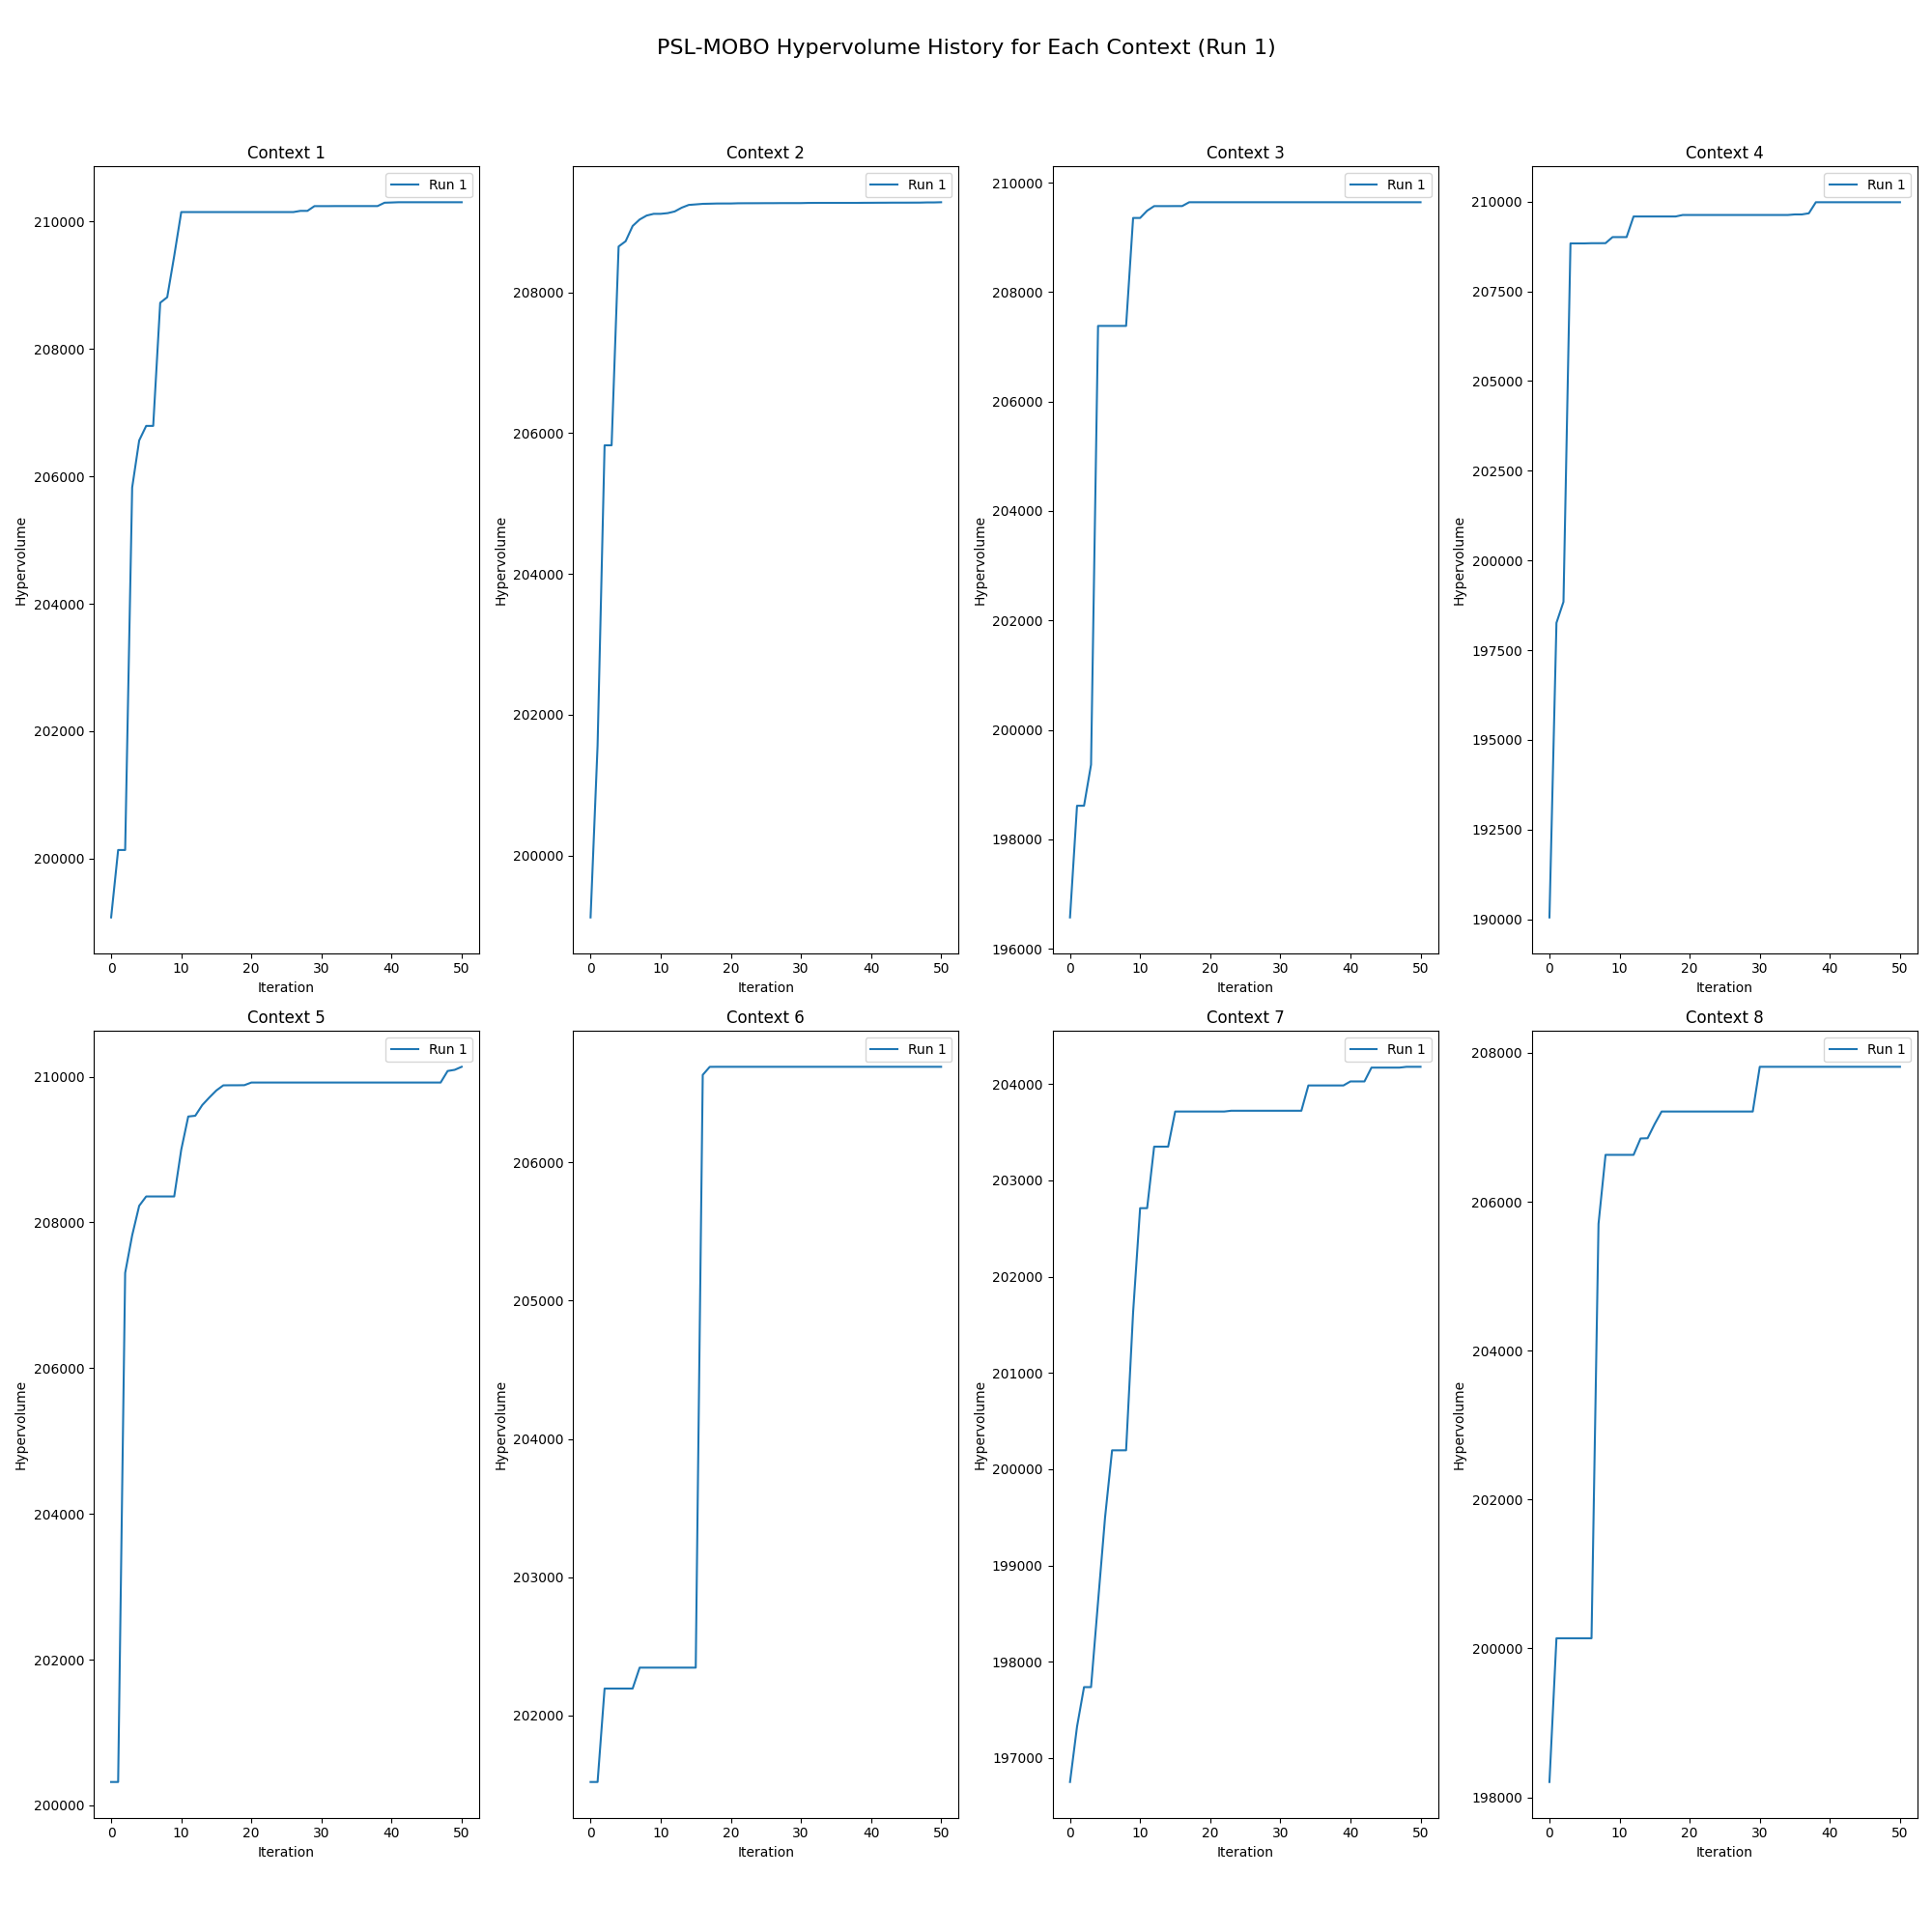 PSL-MOBO Hypervolume History for Each Context (Run 1)
Context 1
Run 1
210000
208000
206000
204000
202000
200000
Hypervolume
0 10 20 30 40 50
Iteration
Context 2
Run 1
208000
206000
204000
202000
200000
Hypervolume
0 10 20 30 40 50
Iteration
Context 3
Run 1
210000
208000
206000
204000
202000
200000
198000
196000
Hypervolume
0 10 20 30 40 50
Iteration
Context 4
Run 1
210000
207500
205000
202500
200000
197500
195000
192500
190000
Hypervolume
0 10 20 30 40 50
Iteration
Context 5
Run 1
210000
208000
206000
204000
202000
200000
Hypervolume
0 10 20 30 40 50
Iteration
Context 6
Run 1
206000
205000
204000
203000
202000
Hypervolume
0 10 20 30 40 50
Iteration
Context 7
Run 1
204000
203000
202000
201000
200000
199000
198000
197000
Hypervolume
0 10 20 30 40 50
Iteration
Context 8
Run 1
208000
206000
204000
202000
200000
198000
Hypervolume
0 10 20 30 40 50
Iteration